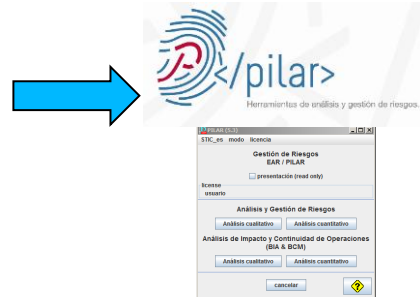 </pilar>
Herramientas de análisis y gestión de riesgos.
PILAR (5.3)
STIC_es modo licencia
Gestión de Riesgos
EAR / PILAR
presentación (read only)
license
usuario
Análisis y Gestión de Riesgos
Análisis cualitativo Análisis cuantitativo
Análisis de Impacto y Continuidad de Operaciones
(BIA & BCM)
Análisis cualitativo Análisis cuantitativo
cancelar ?